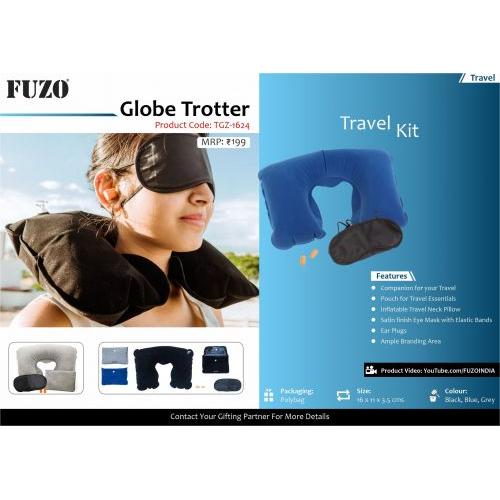 FUZO®
Globe Trotter
Product Code: TGZ-1624
MRP: ₹199
Travel
Travel Kit
Features
Companion for your Travel
Pouch for Travel Essentials
Inflatable Travel Neck Pillow
Satin finish Eye Mask with Elastic Bands
Ear Plugs
Ample Branding Area
Product Video: YouTube.com/FUZOINDIA
Packaging:
Polybag
Size:
16 x 11 x 3.5 cms
Colour:
Black, Blue, Grey
Contact Your Gifting Partner For More Details